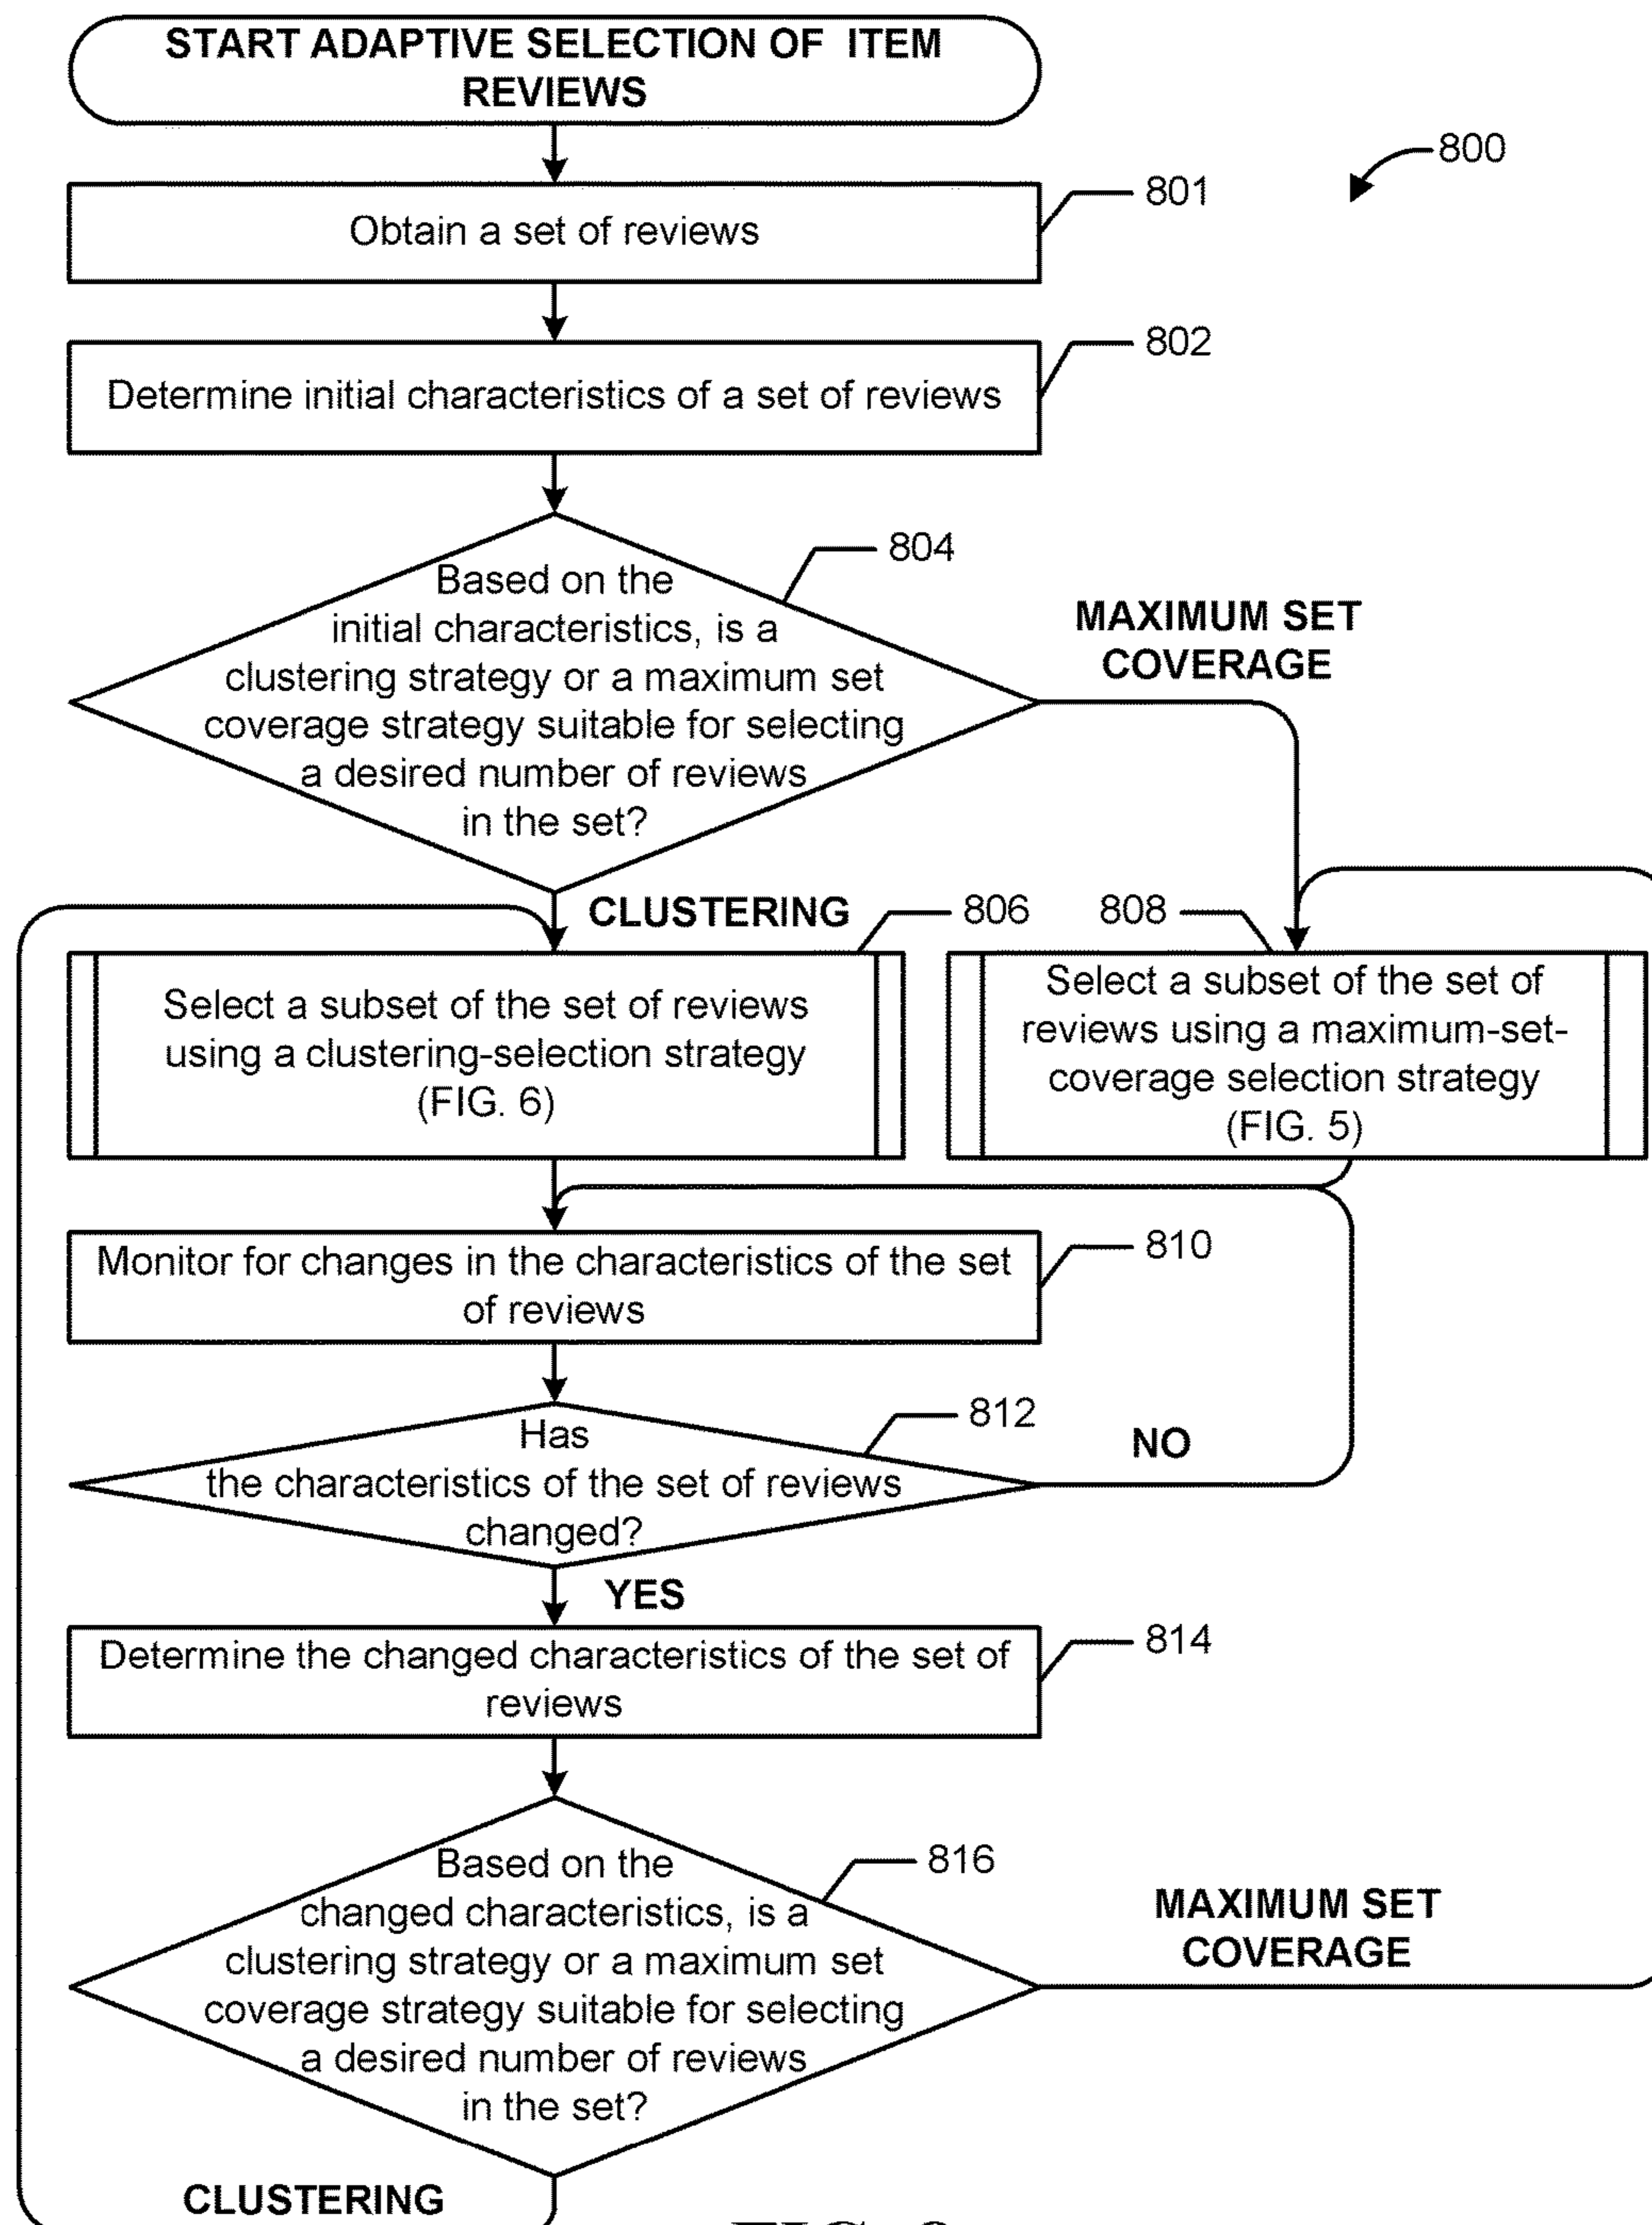 START ADAPTIVE SELECTION OF ITEM
REVIEWS
800
801
Obtain a set of reviews
802
Determine initial characteristics of a set of reviews
804
Based on the
initial characteristics, is a
clustering strategy or a maximum set
coverage strategy suitable for selecting
a desired number of reviews
in the set?
MAXIMUM SET
COVERAGE
CLUSTERING
806
808
Select a subset of the set of reviews
using a clustering-selection strategy
(FIG. 6)
Select a subset of the set of
reviews using a maximum-set-
coverage selection strategy
(FIG. 5)
810
Monitor for changes in the characteristics of the set
of reviews
812
Has
the characteristics of the set of reviews
changed?
NO
YES
814
Determine the changed characteristics of the set of
reviews
816
Based on the
changed characteristics, is a
clustering strategy or a maximum set
coverage strategy suitable for selecting
a desired number of reviews
in the set?
MAXIMUM SET
COVERAGE
CLUSTERING